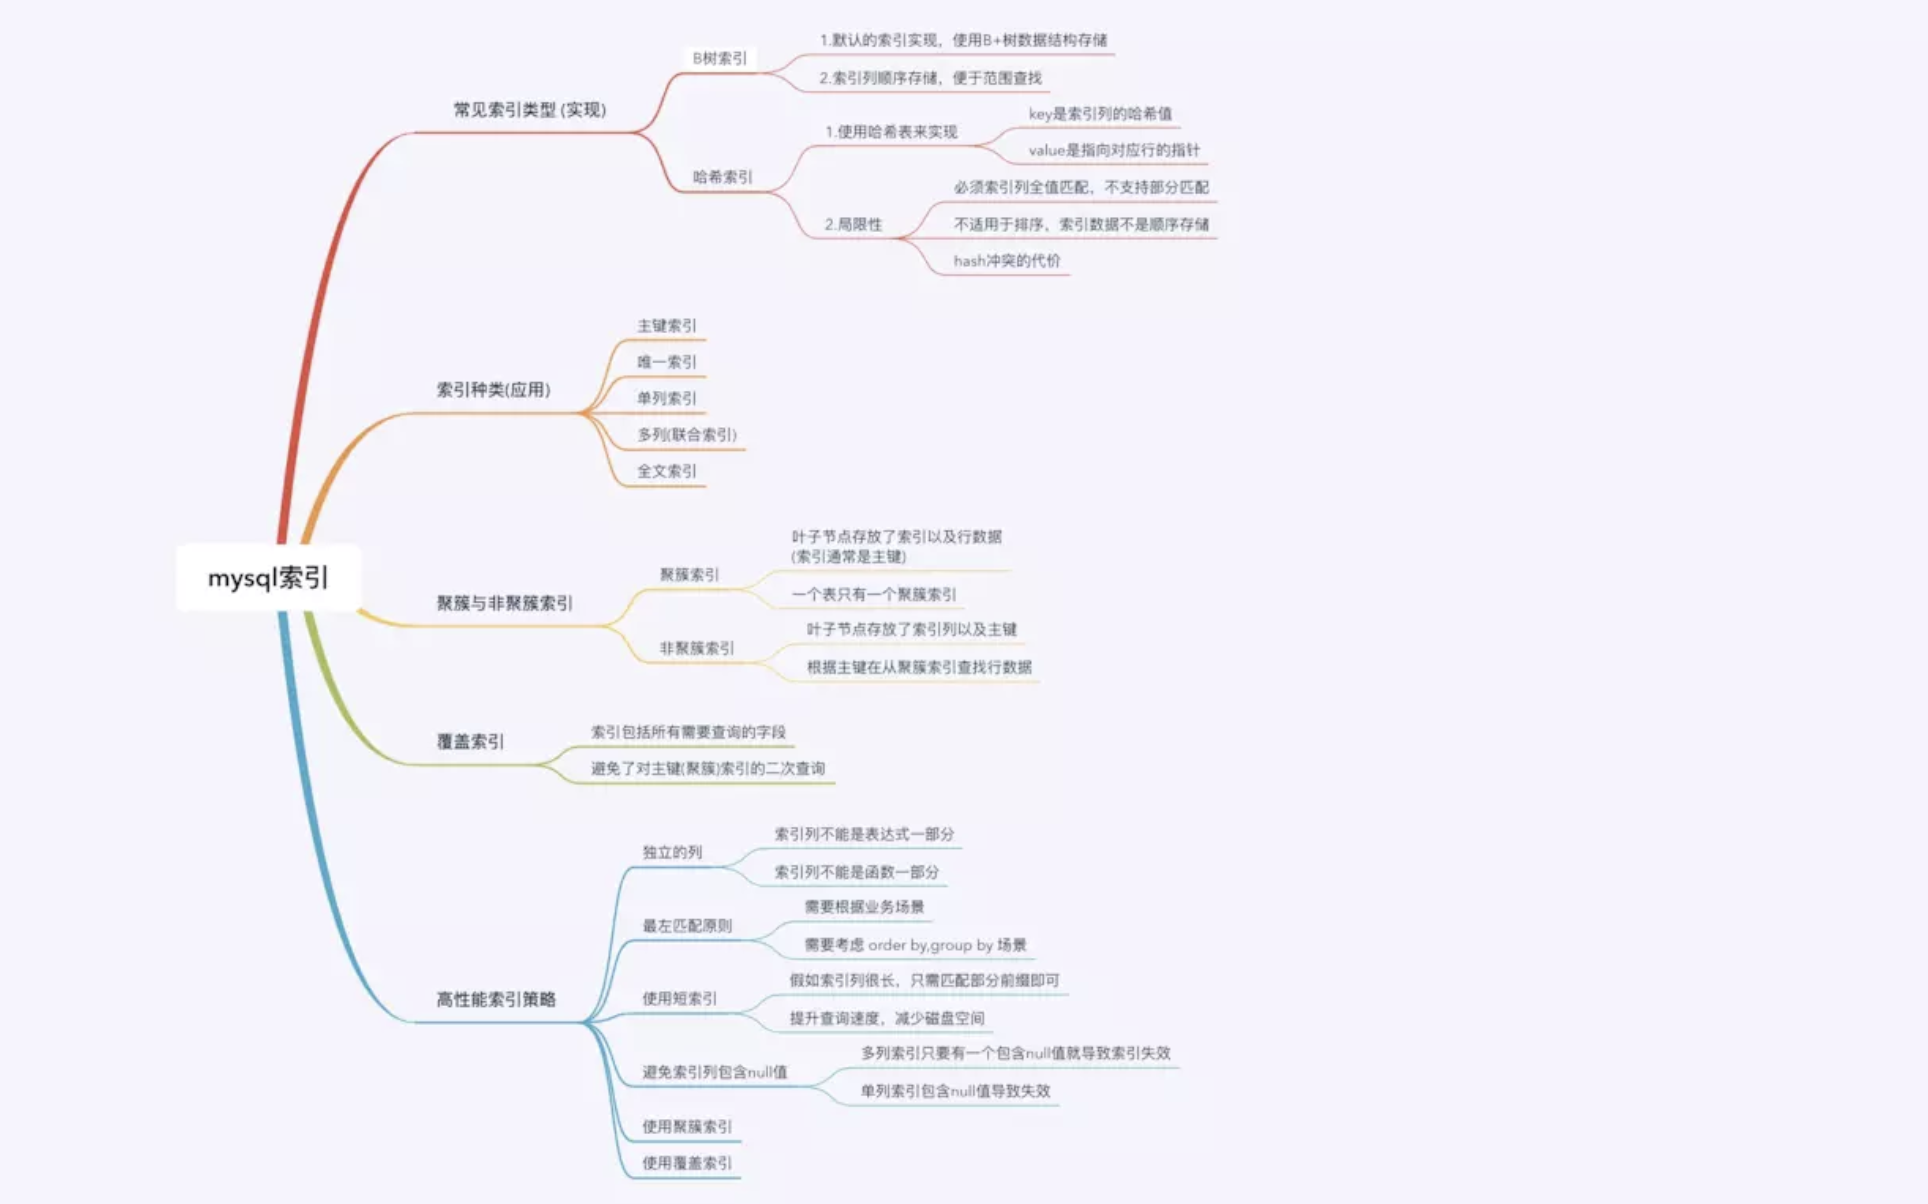 mysql索引
常见索引类型 (实现)
B树索引
1.默认的索引实现，使用B+树数据结构存储
2.索引列顺序存储，便于范围查找
哈希索引
1.使用哈希表来实现
key是索引列的哈希值
value是指向对应行的指针
2.局限性
必须索引列全值匹配，不支持部分匹配
不适用于排序，索引数据不是顺序存储
hash冲突的代价
索引种类(应用)
主键索引
唯一索引
单列索引
多列(联合索引)
全文索引
聚簇与非聚簇索引
聚簇索引
叶子节点存放了索引以及行数据
(索引通常是主键)
一个表只有一个聚簇索引
非聚簇索引
叶子节点存放了索引列以及主键
根据主键在从聚簇索引查找行数据
覆盖索引
索引包括所有需要查询的字段
避免了对主键(聚簇)索引的二次查询
高性能索引策略
独立的列
索引列不能是表达式一部分
索引列不能是函数一部分
最左匹配原则
需要根据业务场景
需要考虑 order by,group by 场景
使用短索引
假如索引列很长，只需匹配部分前缀即可
提升查询速度，减少磁盘空间
避免索引列包含null值
多列索引只要有一个包含null值就导致索引失效
单列索引包含null值导致失效
使用聚簇索引
使用覆盖索引